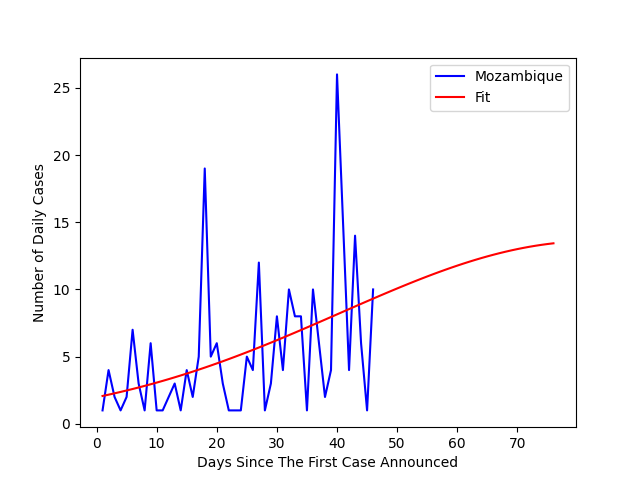 Mozambique
Fit
Number of Daily Cases
25
20
15
10
5
0
0 10 20 30 40 50 60 70
Days Since The First Case Announced